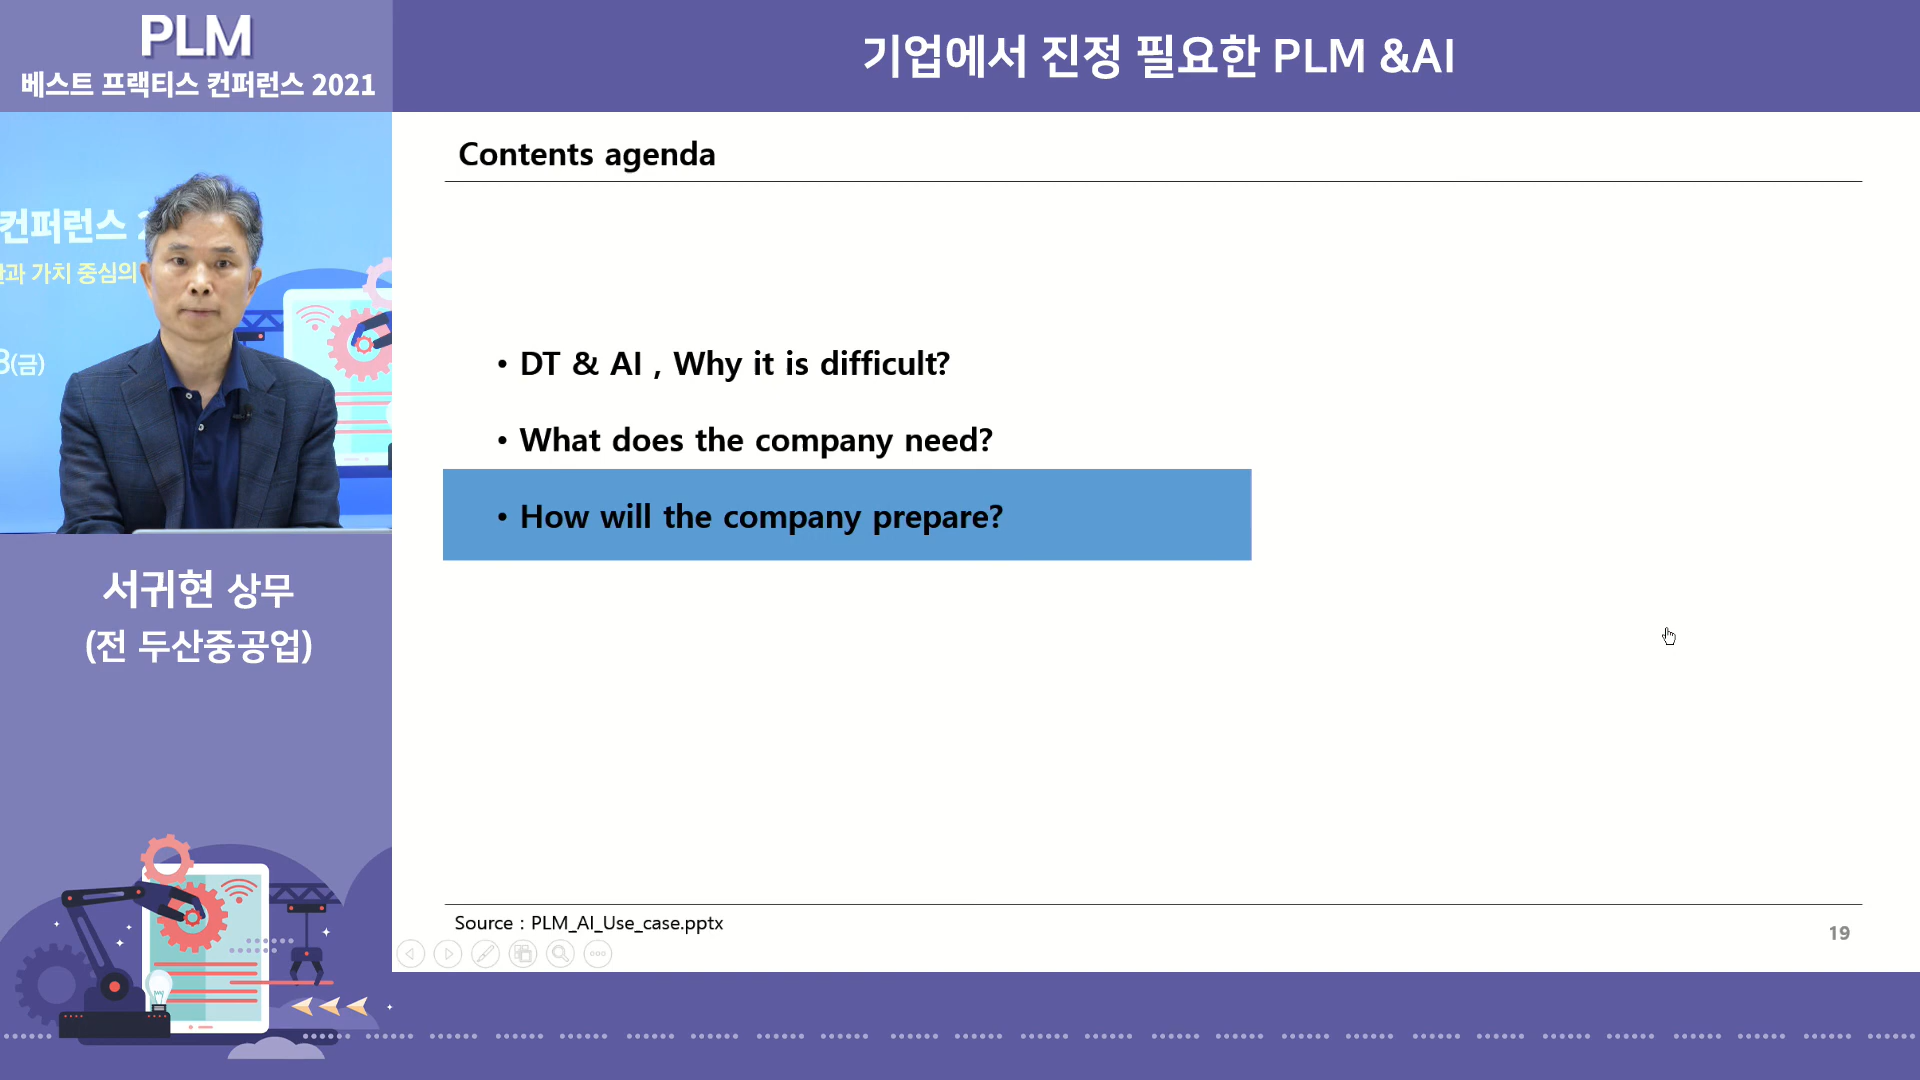 PLM
베스트 프랙티스 컨퍼런스 2021
기업에서 진정 필요한 PLM &AI
컨퍼런스
가치 중심의
(금)
서귀현 상무
(전 두산중공업)
Contents agenda
• DT & AI , Why it is difficult?
• What does the company need?
• How will the company prepare?
Source : PLM_AI_Use_case.pptx
19